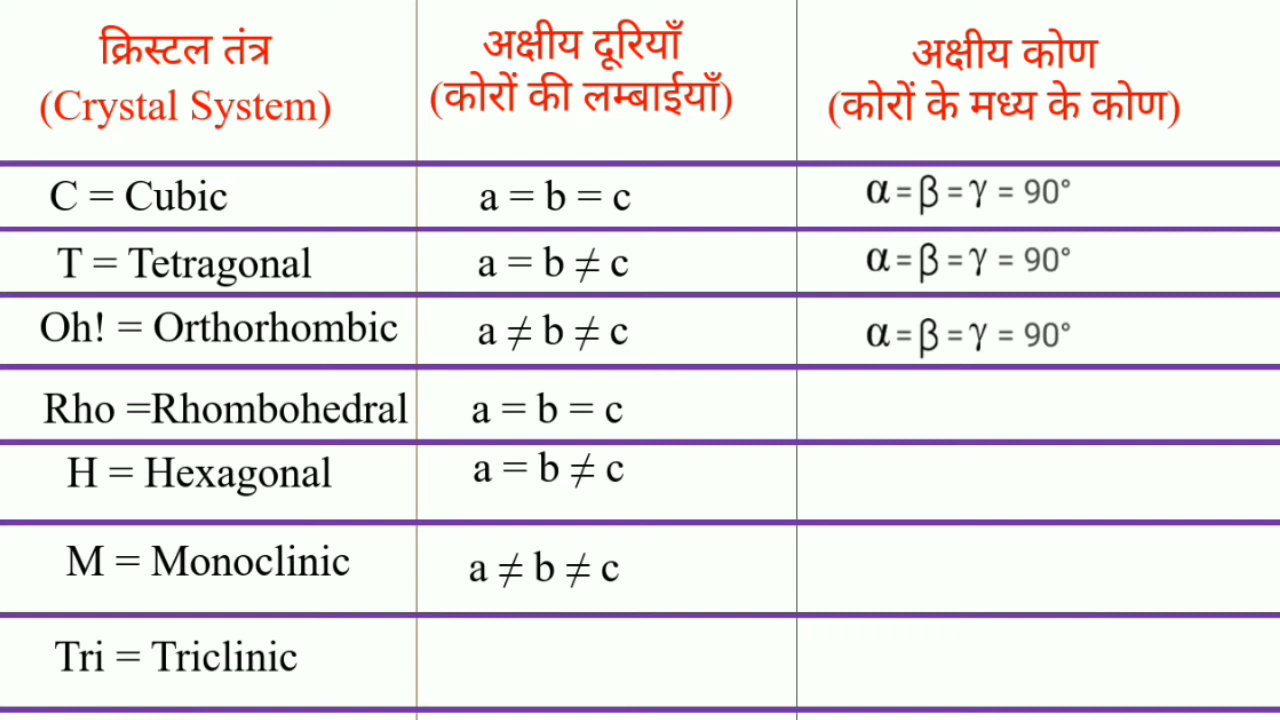 क्रिस्टल तंत्र
(Crystal System)
अक्षीय दूरियाँ
(कोरों की लम्बाईयाँ)
अक्षीय कोण
(कोरों के मध्य के कोण)
C = Cubic a = b = c α = β = γ = 90°
T = Tetragonal a = b ≠ c α = β = γ = 90°
Oh! = Orthorhombic a ≠ b ≠ c α = β = γ = 90°
Rho =Rhombohedral a = b = c
H = Hexagonal a = b ≠ c
M = Monoclinic a ≠ b ≠ c
Tri = Triclinic